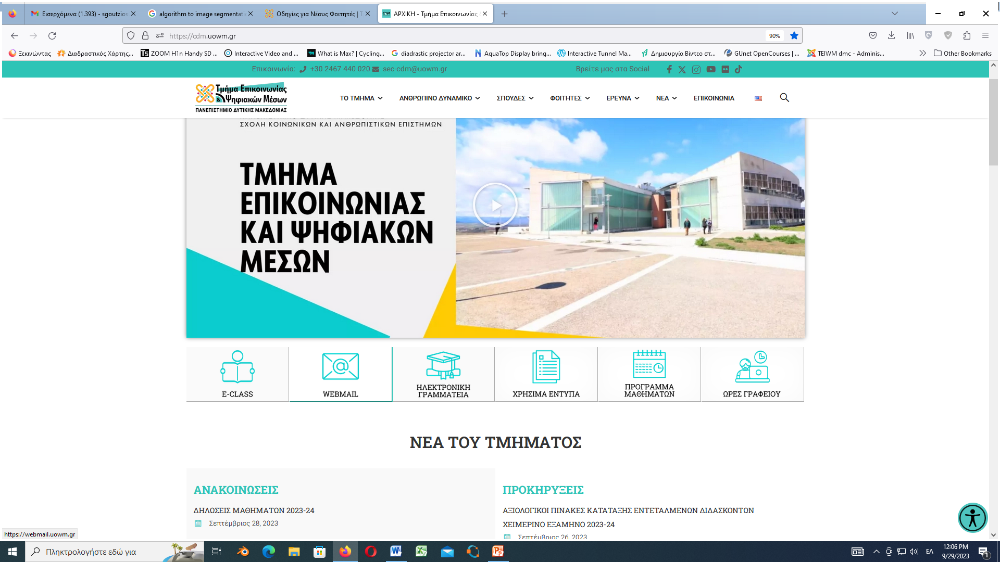 Εισερχόμενα (1.393) - sgoutzios
algorithm to image segmentati
Οδηγίες για Νέους Φοιτητές | Τ
CDM ΑΡΧΙΚΗ - Τμήμα Επικοινωνίας
https://cdm.uowm.gr
90%
Ξεκινώντας
Διαδραστικός Χάρτης...
ZOOM H1n Handy SD ...
Interactive Video and ...
What is Max? | Cycling...
diadrastic projector ar...
AquaTop Display bring...
Interactive Tunnel Ma...
Δημιουργία Βίντεο στ...
GUnet OpenCourses | ...
TEIWM dmc - Adminis...
Other Bookmarks
Επικοινωνία: +30 2467 440 020 sec-cdm@uowm.gr
Βρείτε μας στα Social
Τμήμα Επικοινωνίας
& Ψηφιακών Μέσων
ΠΑΝΕΠΙΣΤΗΜΙΟ ΔΥΤΙΚΗΣ ΜΑΚΕΔΟΝΙΑΣ
ΤΟ ΤΜΗΜΑ
ΑΝΘΡΩΠΙΝΟ ΔΥΝΑΜΙΚΟ
ΣΠΟΥΔΕΣ
ΦΟΙΤΗΤΕΣ
ΕΡΕΥΝΑ
ΝΕΑ
ΕΠΙΚΟΙΝΩΝΙΑ
ΣΧΟΛΗ ΚΟΙΝΩΝΙΚΩΝ ΚΑΙ ΑΝΘΡΩΠΙΣΤΙΚΩΝ ΕΠΙΣΤΗΜΩΝ
ΤΜΗΜΑ
ΕΠΙΚΟΙΝΩΝΙΑΣ
ΚΑΙ ΨΗΦΙΑΚΩΝ
ΜΕΣΩΝ
E-CLASS
WEBMAIL
ΗΛΕΚΤΡΟΝΙΚΗ
ΓΡΑΜΜΑΤΕΙΑ
ΧΡΗΣΙΜΑ ΕΝΤΥΠΑ
ΠΡΟΓΡΑΜΜΑ
ΜΑΘΗΜΑΤΩΝ
ΩΡΕΣ ΓΡΑΦΕΙΟΥ
ΝΕΑ ΤΟΥ ΤΜΗΜΑΤΟΣ
ΑΝΑΚΟΙΝΩΣΕΙΣ
ΔΗΛΩΣΕΙΣ ΜΑΘΗΜΑΤΩΝ 2023-24
Σεπτέμβριος 28, 2023
ΠΡΟΚΗΡΥΞΕΙΣ
ΑΞΙΟΛΟΓΙΚΟΙ ΠΙΝΑΚΕΣ ΚΑΤΑΤΑΞΗΣ ΕΝΤΕΤΑΛΜΕΝΩΝ ΔΙΔΑΣΚΟΝΤΩΝ
ΧΕΙΜΕΡΙΝΟ ΕΞΑΜΗΝΟ 2023-24
Σεπτέμβριος 26, 2023
https://webmail.uowm.gr
Πληκτρολογήστε εδώ για
ΕΛ
12:06 PM
9/29/2023
1